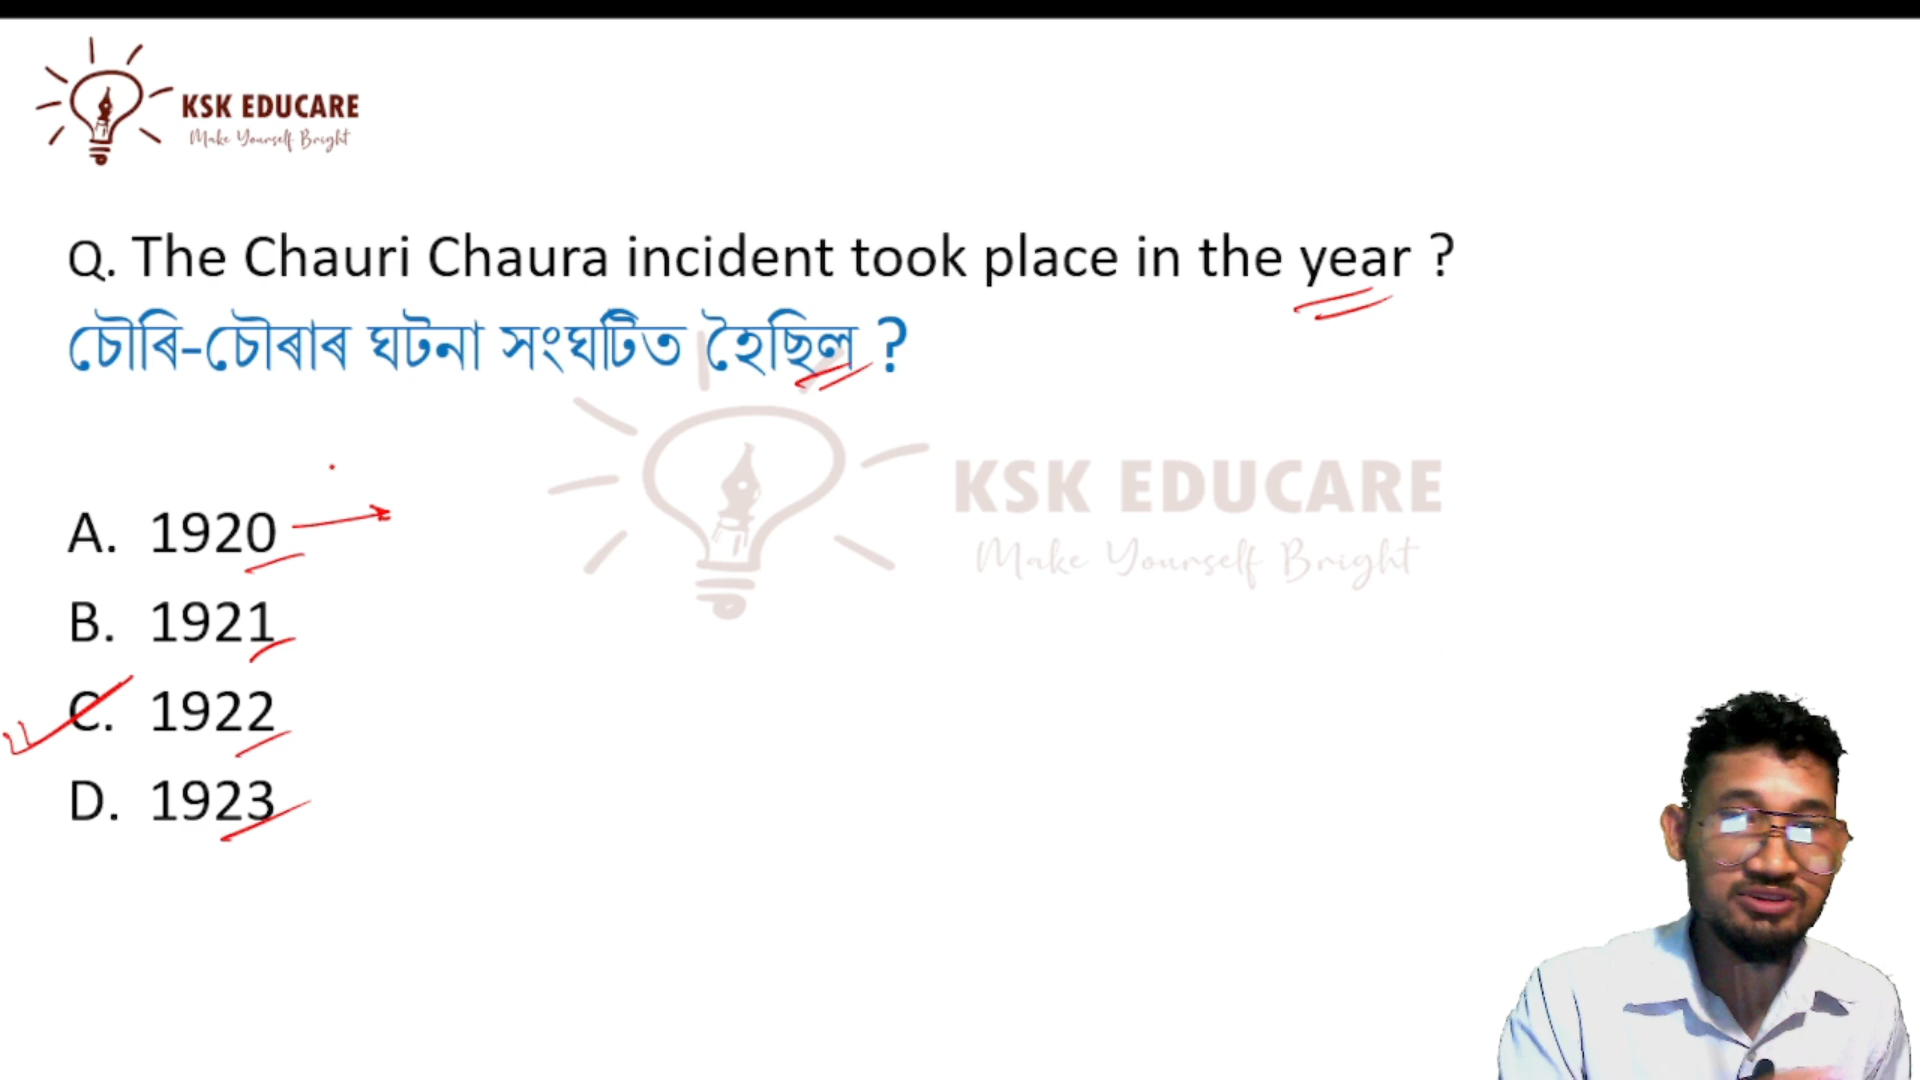 KSK EDUCARE
Make Yourself Bright
Q. The Chauri Chaura incident took place in the year ?
চৌৰি-চৌৰাৰ ঘটনা সংঘটিত হৈছিল ?
KSK EDUCARE
Make Yourself Bright
A. 1920
B. 1921
C. 1922
D. 1923